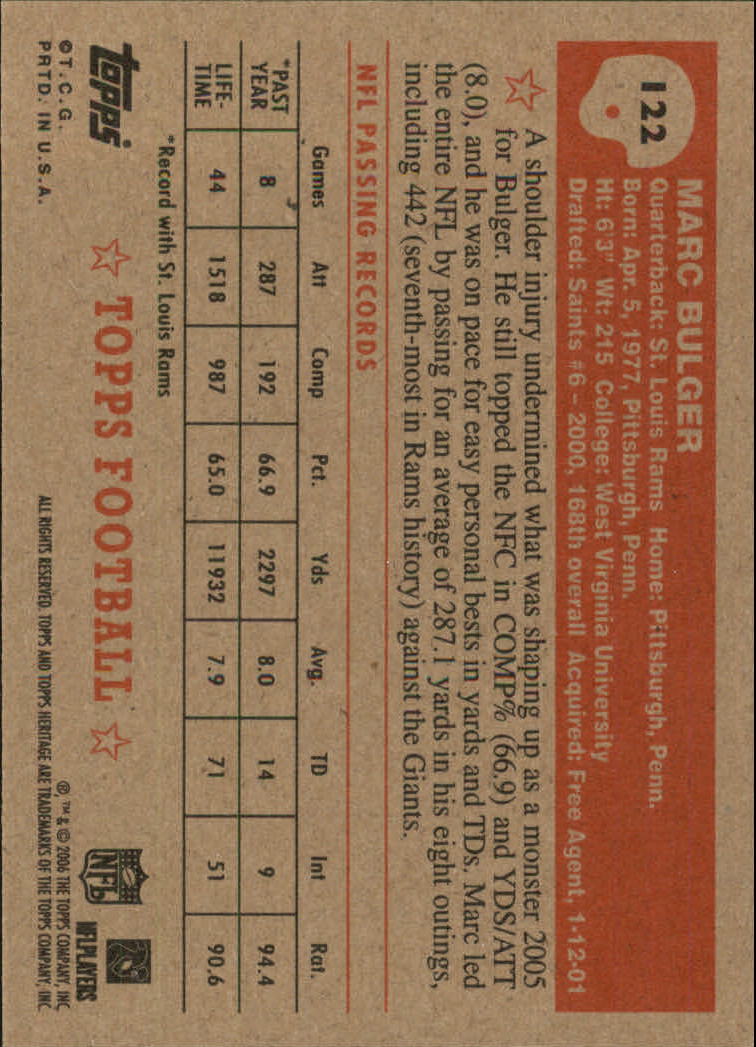 122
MARC BULGER
Quarterback: St. Louis Rams Home: Pittsburgh, Penn.
Born: Apr. 5, 1977, Pittsburgh, Penn.
Ht: 6'3" Wt: 215 College: West Virginia University
Drafted: Saints #6 – 2000, 168th overall Acquired: Free Agent, 1-12-01
A shoulder injury undermined what was shaping up as a monster 2005
for Bulger. He still topped the NFC in COMP% (66.9) and YDS/ATT
(8.0), and he was on pace for easy personal bests in yards and TDs. Marc led
the entire NFL by passing for an average of 287.1 yards in his eight outings,
including 442 (seventh-most in Rams history) against the Giants.
NFL PASSING RECORDS
Games Att Comp Pct. Yds Avg. TD Int Rat.
*PAST YEAR 8 287 192 66.9 2297 8.0 14 9 94.4
LIFE-TIME 44 1518 987 65.0 11932 7.9 71 51 90.6
*Record with St. Louis Rams
topps®
☆ TOPPS FOOTBALL ☆
NFL
NFLPLAYERS
©T.C.G.
PRTD. IN U.S.A.
® ™ & © 2006 THE TOPPS COMPANY, INC
ALL RIGHTS RESERVED. TOPPS AND TOPPS HERITAGE ARE TRADEMARKS OF THE TOPPS COMPANY, INC